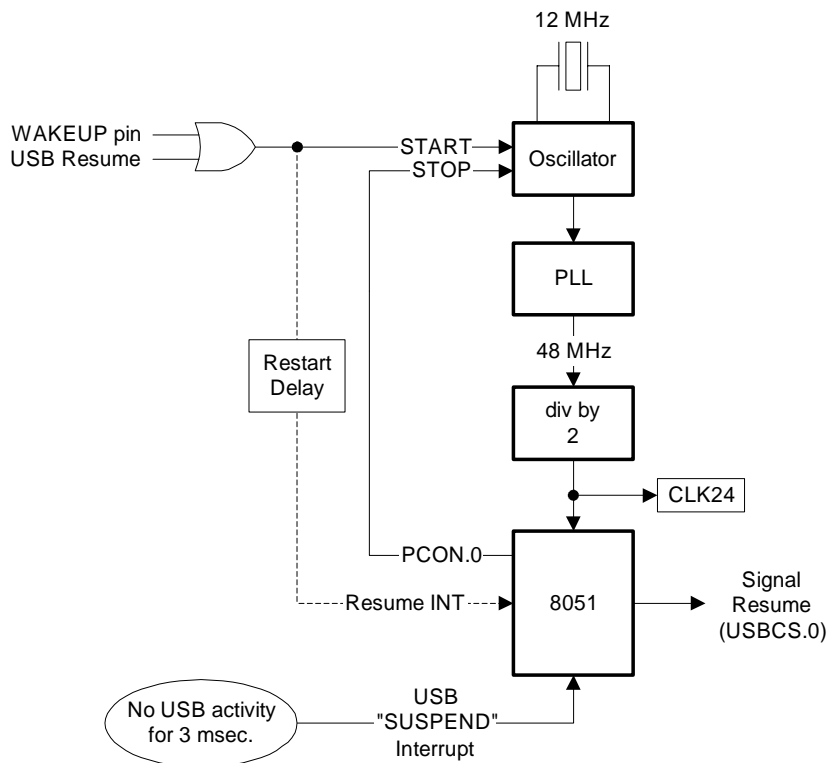 12 MHz
WAKEUP pin
USB Resume
START
STOP
Oscillator
PLL
48 MHz
Restart
Delay
div by
2
CLK24
PCON.0
8051
Resume INT
Signal
Resume
(USBCS.0)
No USB activity
for 3 msec.
USB
"SUSPEND"
Interrupt